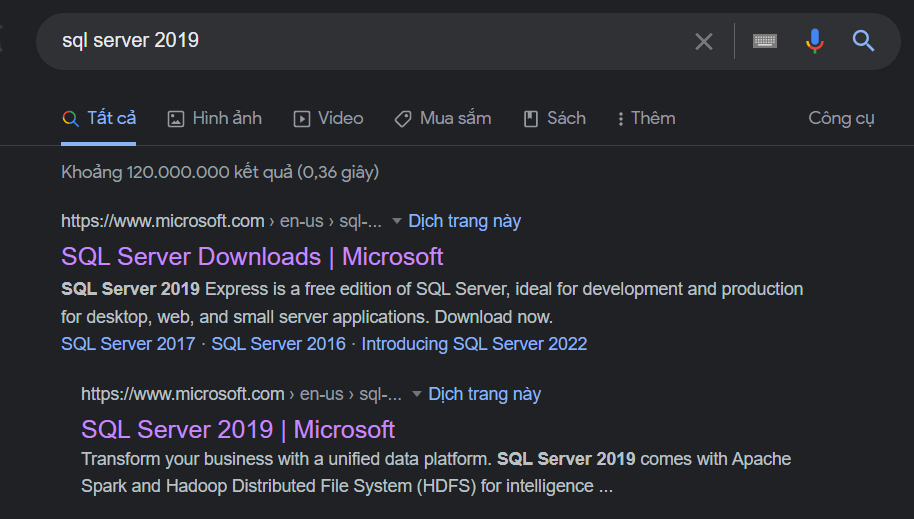 sql server 2019
Tất cả Hình ảnh Video Mua sắm Sách Thêm Công cụ
Khoảng 120.000.000 kết quả (0,36 giây)
https://www.microsoft.com › en-us › sql-... Dịch trang này
SQL Server Downloads | Microsoft
SQL Server 2019 Express is a free edition of SQL Server, ideal for development and production
for desktop, web, and small server applications. Download now.
SQL Server 2017 · SQL Server 2016 · Introducing SQL Server 2022
https://www.microsoft.com › en-us › sql-... Dịch trang này
SQL Server 2019 | Microsoft
Transform your business with a unified data platform. SQL Server 2019 comes with Apache
Spark and Hadoop Distributed File System (HDFS) for intelligence ...